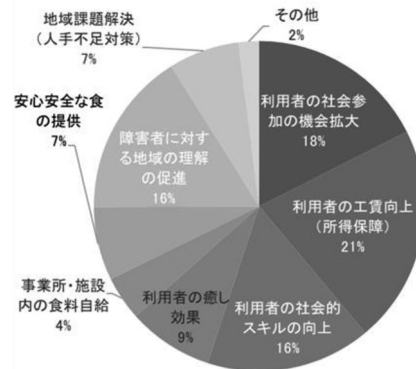 その他
2%
利用者の社会参
加の機会拡大
18%
利用者の工賃向上
(所得保障)
21%
利用者の社会的
スキルの向上
16%
利用者の癒し
効果
9%
事業所・施設
内の食料自給
4%
安心安全な食
の提供
7%
障害者に対す
る地域の理解
の促進
16%
地域課題解決
(人手不足対策)
7%